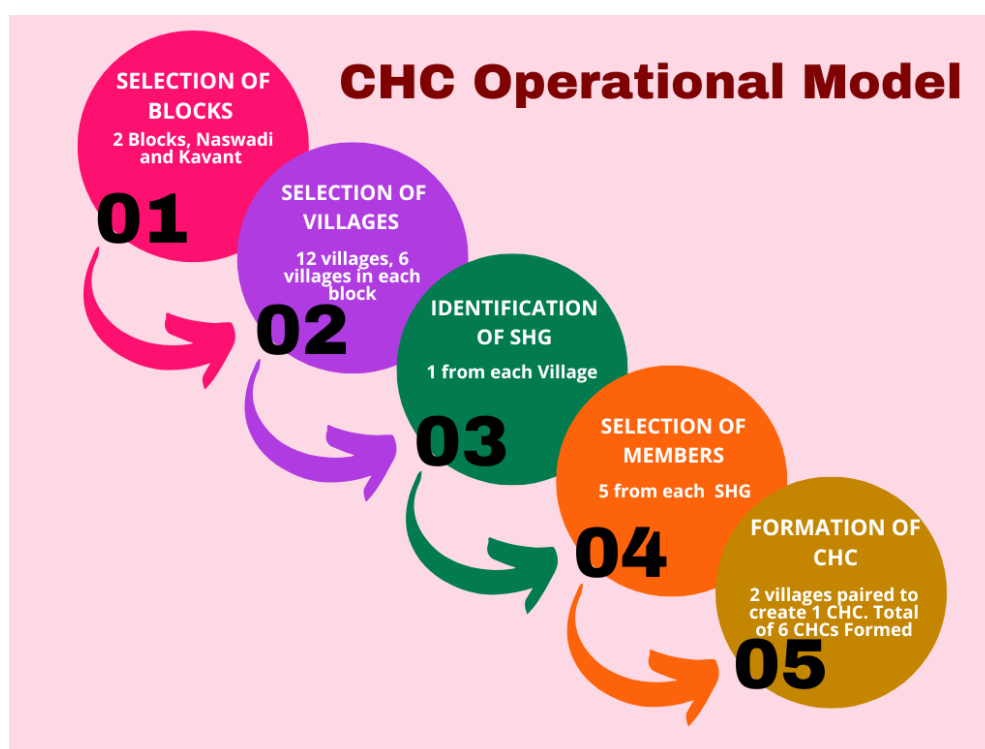 CHC Operational Model
SELECTION OF
BLOCKS
2 Blocks, Naswadi
and Kavant
01
SELECTION OF
VILLAGES
12 villages, 6
villages in each
block
02
IDENTIFICATION
OF SHG
1 from each Village
03
SELECTION OF
MEMBERS
5 from each SHG
04
FORMATION OF
CHC
2 villages paired to
create 1 CHC. Total
of 6 CHCs Formed
05